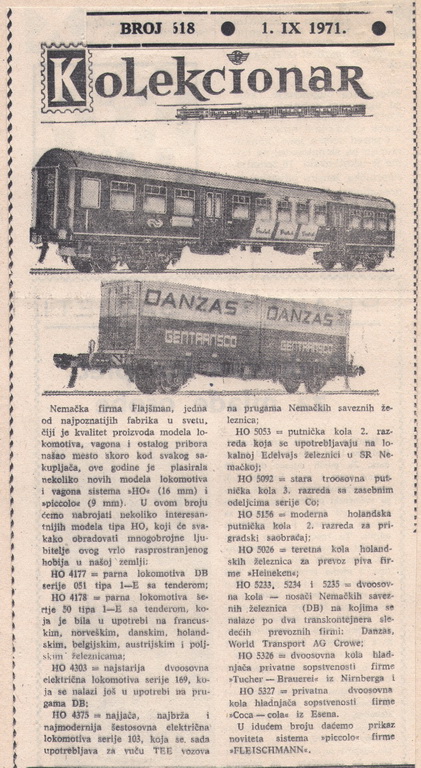 BROJ 518 ● 1. IX 1971. ●
KOLEKCIONAR
DANZAS DANZAS
GENTRANSCO GENTRANSCO
Nemačka firma Flajšman, jedna
od najpoznatijih fabrika u svetu,
čiji je kvalitet proizvoda modela lo-
komotiva, vagona i ostalog pribora
našao mesto skoro kod svakog sa-
kupljača, ove godine je plasirala
nekoliko novih modela lokomotiva
i vagona sistema »HO« (16 mm) i
»piccolo« (9 mm). U ovom broju
ćemo nabrojati nekoliko interesan-
tnijih modela tipa HO, koji će sva-
kako obradovati mnogobrojne lju-
bitelje ovog vrlo rasprostranjenog
hobija u našoj zemlji:
HO 4177 = parna lokomotiva DB
serije 051 tipa 1—E sa tenderom;
HO 4178 = parna lokomotiva se-
rije 50 tipa 1—E sa tenderom, ko-
ja je bila u upotrebi na francus-
kim, norveškim, danskim, holand-
skim, belgijskim, austrijskim i polj-
skim železnicama;
HO 4303 = najstarija dvoosovna
električna lokomotiva serije 169, ko-
ja se nalazi još u upotrebi na pru-
gama DB;
HO 4375 = najjača, najbrža i
najmodernija šestosovna električna
lokomotiva serije 103, koja se sada
upotrebljava za vuču TEE vozova
na prugama Nemačkih saveznih že-
leznica;
HO 5053 = putnička kola 2. raz-
reda koja se upotrebljavaju na lo-
kalnoj Edelvajs železnici u SR Ne-
mačkoj;
HO 5092 = stara troosovna put-
nička kola 3. razreda sa zasebnim
odeljcima serije Co;
HO 5156 = moderna holandska
putnička kola 2. razreda za pri-
gradski saobraćaj;
HO 5026 = teretna kola holand-
skih železnica za prevoz piva fir-
me »Heineken«;
HO 5233, 5234 i 5235 = dvoosov-
na kola — nosači Nemačkih savez-
nih železnica (DB) na kojima se
nalaze po dva transkontejnera sle-
dećih prevoznih firmi: Danzas,
World Transport AG Crowe;
HO 5326 = dvoosovna kola hlad-
njača privatne sopstvenosti firme
»Tucher — Brauerei« iz Nirnberga i
HO 5327 = privatna dvoosovna
kola hladnjača sopstvenosti firme
»Coca — cola« iz Esena.
U idućem broju daćemo prikaz
noviteta sistema »piccolo« firme
»FLEISCHMANN«.